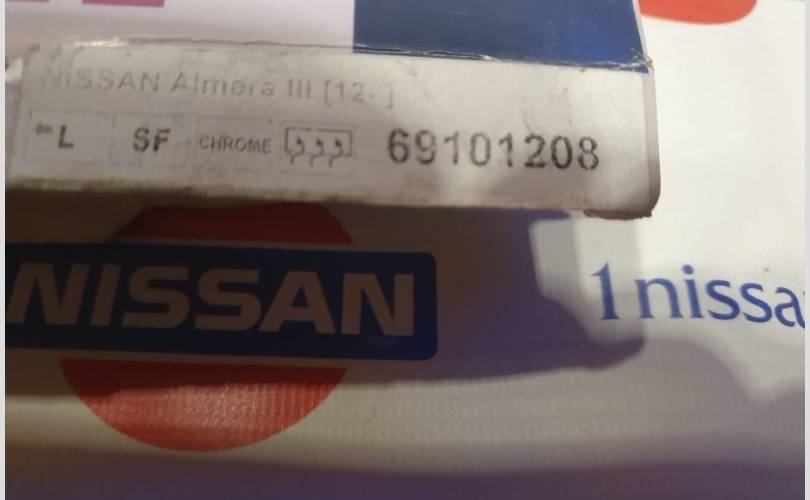 NISSAN Almera III [12- ]
L SF CHROME 69101208
NISSAN
1nissa